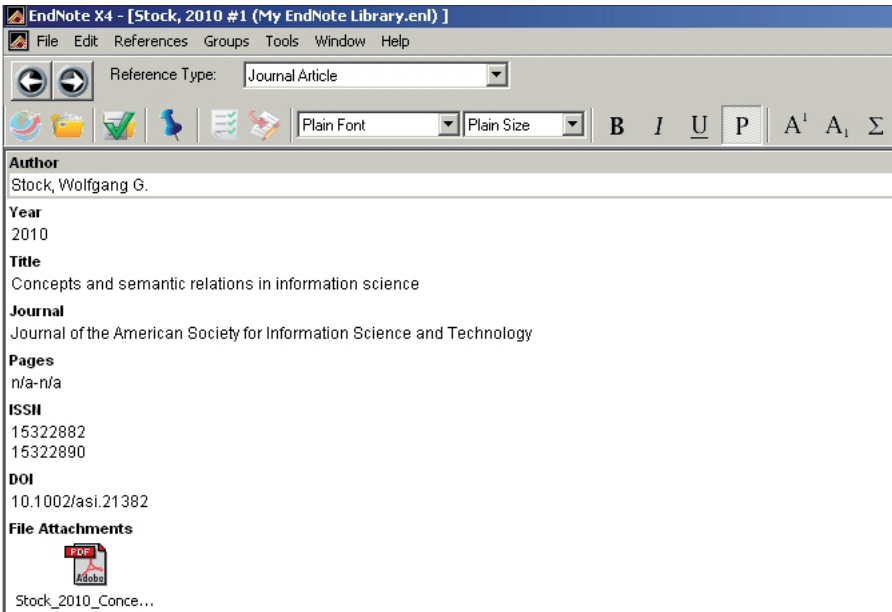 EndNote X4 - [Stock, 2010 #1 (My EndNote Library.enl) ]
File Edit References Groups Tools Window Help
Reference Type: Journal Article
Plain Font Plain Size B I U P A¹ A₁ Σ
Author
Stock, Wolfgang G.
Year
2010
Title
Concepts and semantic relations in information science
Journal
Journal of the American Society for Information Science and Technology
Pages
n/a-n/a
ISSN
15322882
15322890
DOI
10.1002/asi.21382
File Attachments
PDF
Adobe
Stock_2010_Conce...